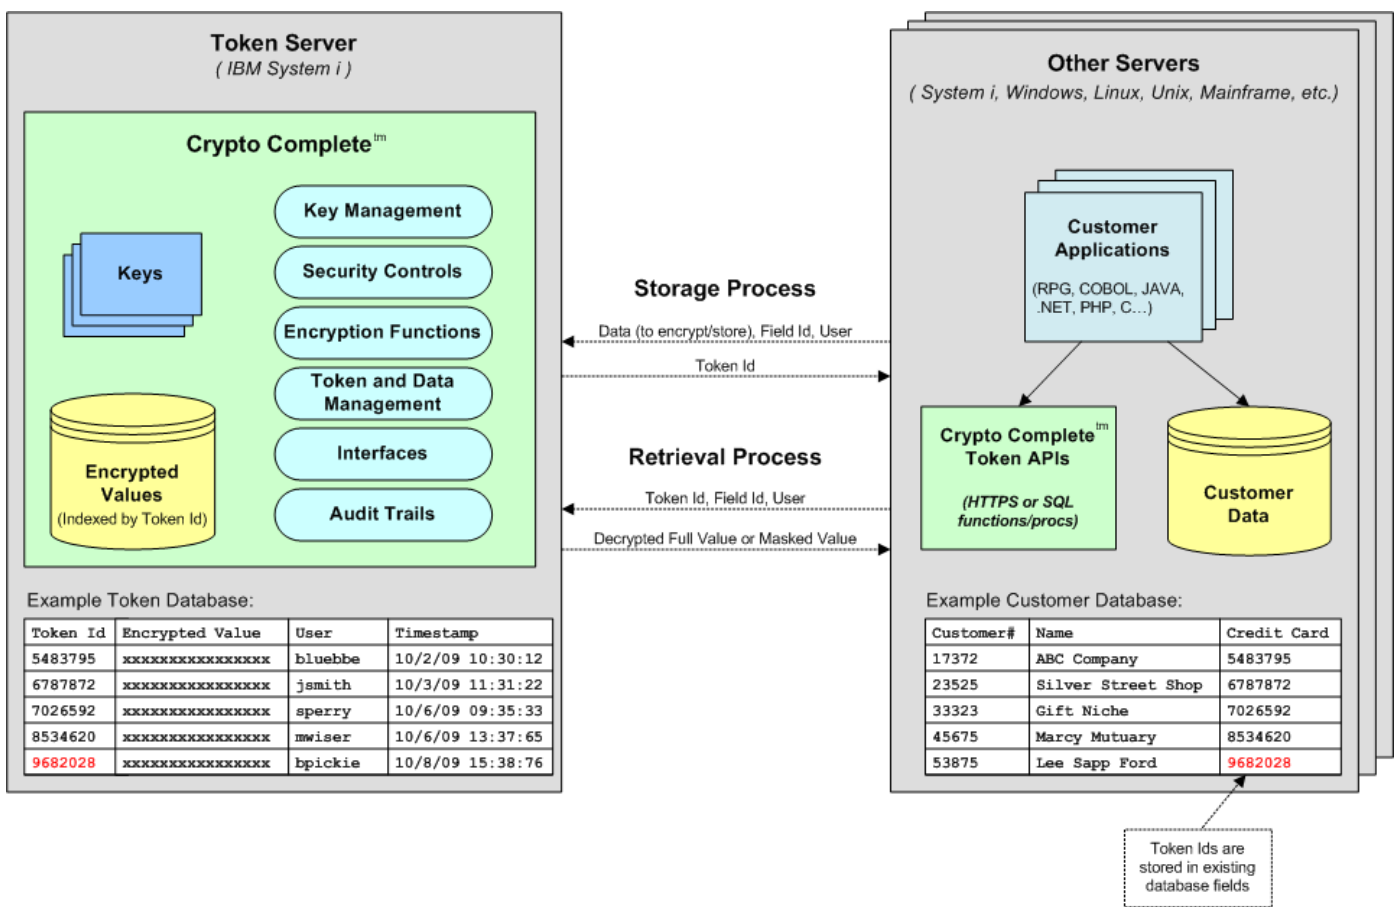 Token Server
( IBM System i )
Crypto Complete tm
Keys
Encrypted
Values
(Indexed by Token Id)
Key Management
Security Controls
Encryption Functions
Token and Data
Management
Interfaces
Audit Trails
Example Token Database:
Token Id Encrypted Value User Timestamp
5483795 xxxxxxxxxxxxxxxx bluebbe 10/2/09 10:30:12
6787872 xxxxxxxxxxxxxxxx jsmith 10/3/09 11:31:22
7026592 xxxxxxxxxxxxxxxx sperry 10/6/09 09:35:33
8534620 xxxxxxxxxxxxxxxx mwiser 10/6/09 13:37:65
9682028 xxxxxxxxxxxxxxxx bpickie 10/8/09 15:38:76
Storage Process
Data (to encrypt/store), Field Id, User
Token Id
Retrieval Process
Token Id, Field Id, User
Decrypted Full Value or Masked Value
Other Servers
( System i, Windows, Linux, Unix, Mainframe, etc.)
Customer
Applications
(RPG, COBOL, JAVA,
.NET, PHP, C...)
Crypto Complete tm
Token APIs
(HTTPS or SQL
functions/procs)
Customer
Data
Example Customer Database:
Customer# Name Credit Card
17372 ABC Company 5483795
23525 Silver Street Shop 6787872
33323 Gift Niche 7026592
45675 Marcy Mutuary 8534620
53875 Lee Sapp Ford 9682028
Token Ids are
stored in existing
database fields